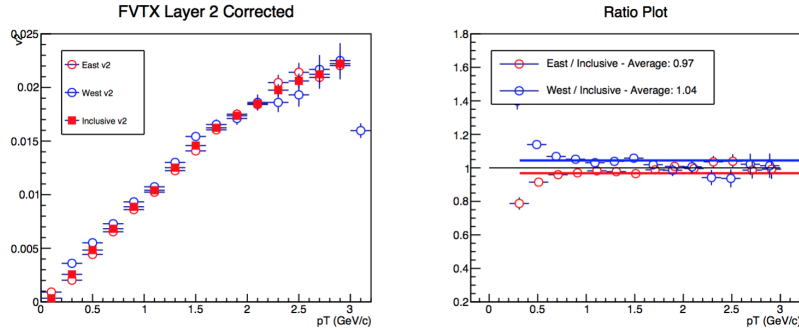 FVTX Layer 2 Corrected
v2
0.025
0.02
0.015
0.01
0.005
0
East v2
West v2
Inclusive v2
0 0.5 1 1.5 2 2.5 3
pT (GeV/c)
Ratio Plot
1.8
1.6
1.4
1.2
1
0.8
0.6
0.4
0.2
East / Inclusive - Average: 0.97
West / Inclusive - Average: 1.04
0 0.5 1 1.5 2 2.5 3
pT (GeV/c)